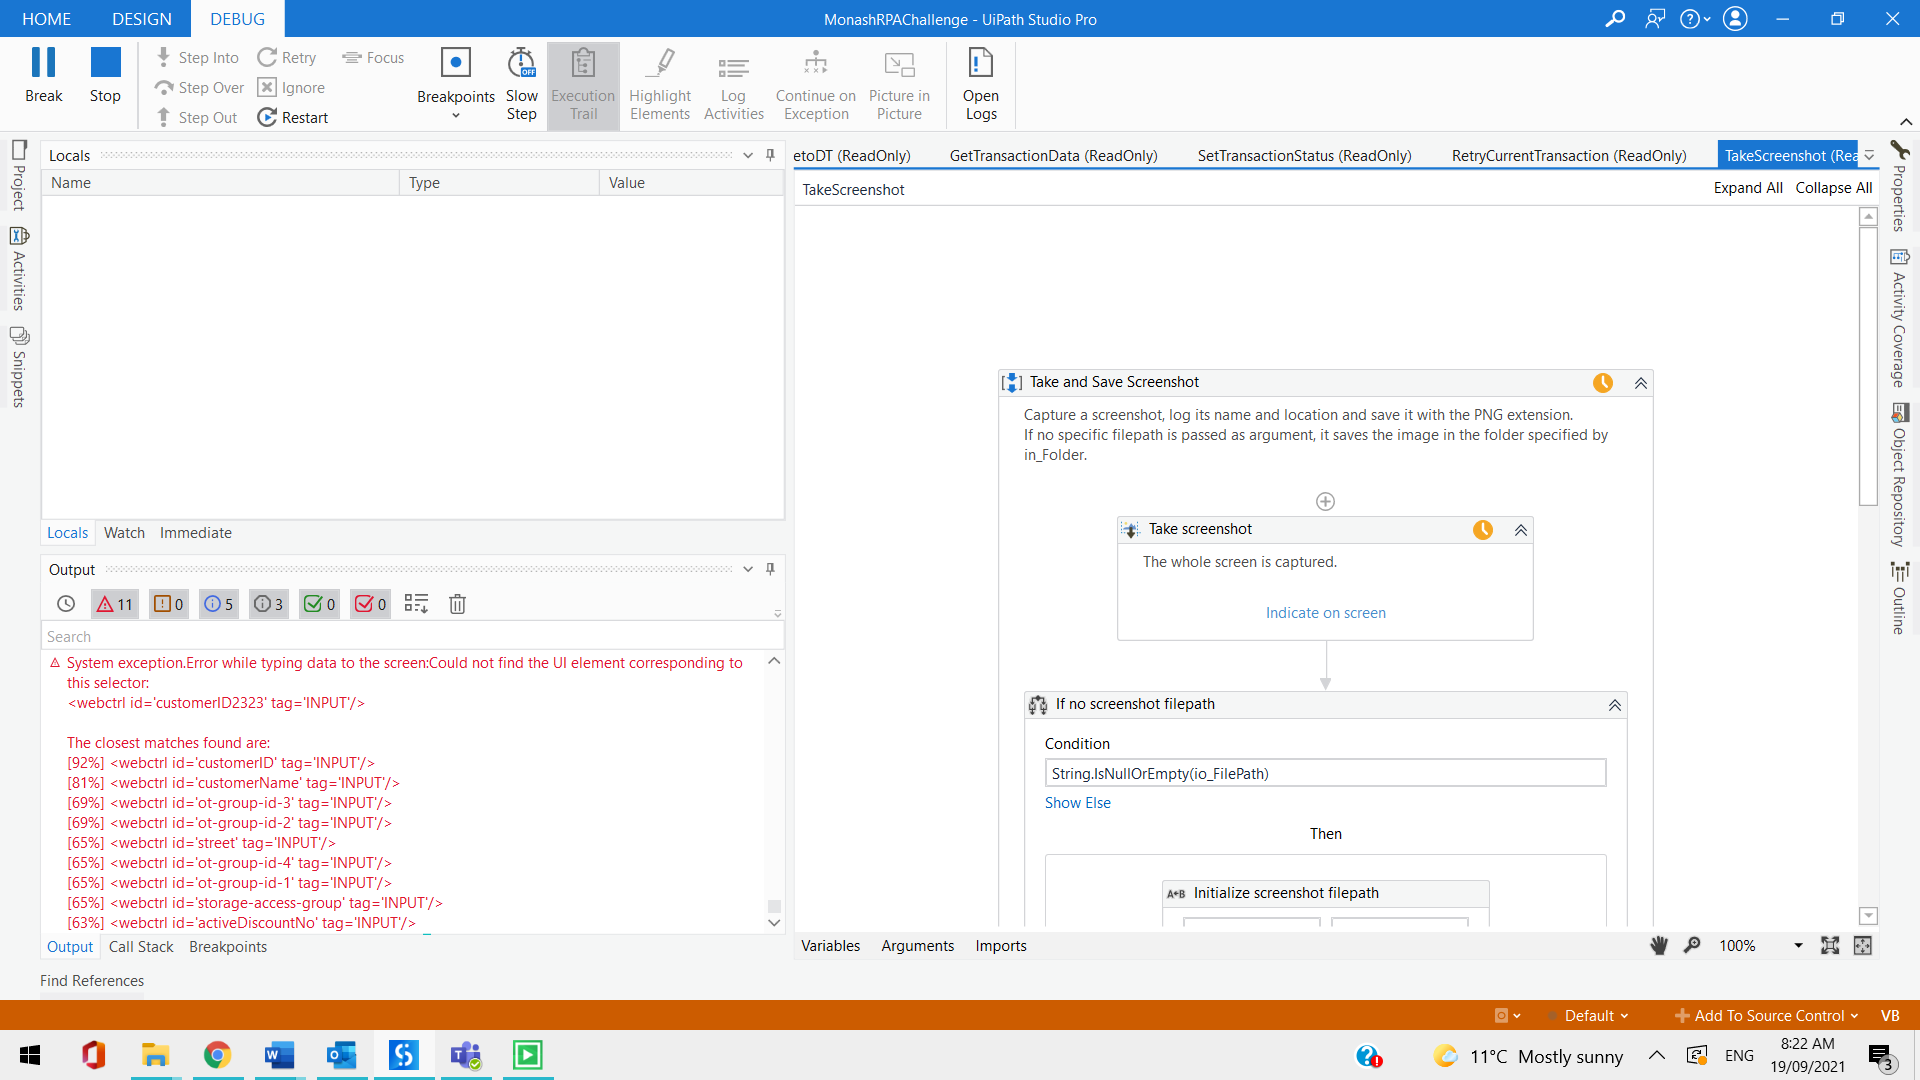 HOME DESIGN DEBUG
MonashRPAChallenge - UiPath Studio Pro
Break
Stop
Step Into
Step Over
Step Out
Retry
Ignore
Restart
Focus
Breakpoints
Slow
Step
OFF
Execution
Trail
Highlight
Elements
Log
Activities
Continue on
Exception
Picture in
Picture
Open
Logs
Project
Activities
Snippets
Locals
Name Type Value
Locals Watch Immediate
Output
11 0 5 3 0 0
Search
System exception.Error while typing data to the screen:Could not find the UI element corresponding to
this selector:
<webctrl id='customerID2323' tag='INPUT'/>
The closest matches found are:
[92%] <webctrl id='customerID' tag='INPUT'/>
[81%] <webctrl id='customerName' tag='INPUT'/>
[69%] <webctrl id='ot-group-id-3' tag='INPUT'/>
[69%] <webctrl id='ot-group-id-2' tag='INPUT'/>
[65%] <webctrl id='street' tag='INPUT'/>
[65%] <webctrl id='ot-group-id-4' tag='INPUT'/>
[65%] <webctrl id='ot-group-id-1' tag='INPUT'/>
[65%] <webctrl id='storage-access-group' tag='INPUT'/>
[63%] <webctrl id='activeDiscountNo' tag='INPUT'/>
Output Call Stack Breakpoints
Find References
etoDT (ReadOnly) GetTransactionData (ReadOnly) SetTransactionStatus (ReadOnly) RetryCurrentTransaction (ReadOnly) TakeScreenshot (Rea
TakeScreenshot
Expand All Collapse All
Take and Save Screenshot
Capture a screenshot, log its name and location and save it with the PNG extension.
If no specific filepath is passed as argument, it saves the image in the folder specified by
in_Folder.
Take screenshot
The whole screen is captured.
Indicate on screen
If no screenshot filepath
Condition
String.IsNullOrEmpty(io_FilePath)
Show Else
Then
A+B Initialize screenshot filepath
Variables Arguments Imports
100%
Properties
Activity Coverage
Object Repository
Outline
Default
Add To Source Control
VB
11°C Mostly sunny
ENG
8:22 AM
19/09/2021
3